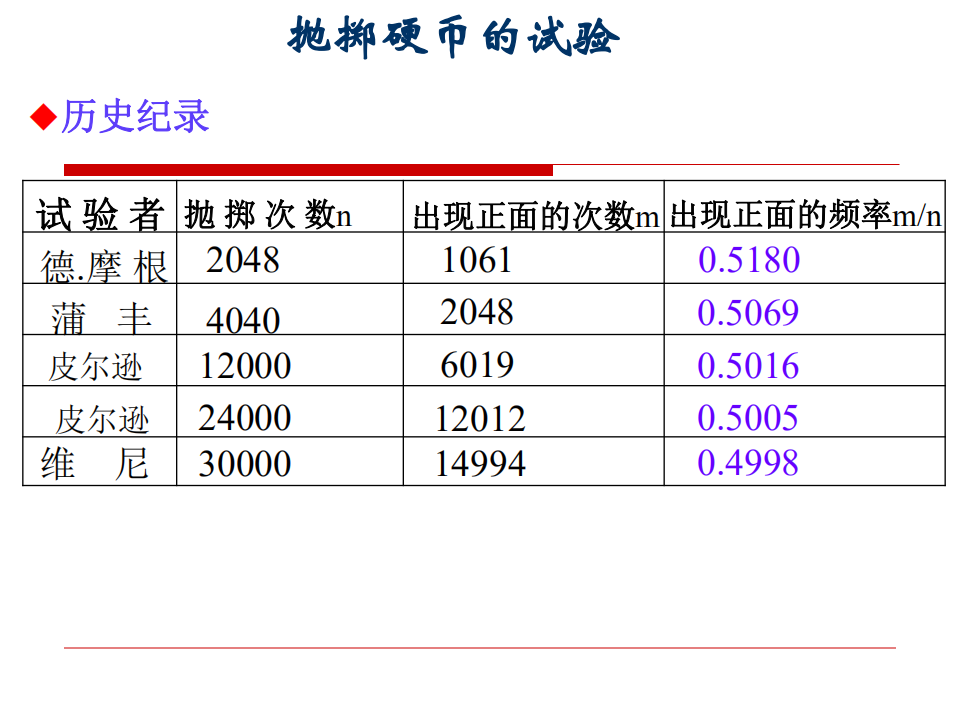 抛掷硬币的试验
◆历史纪录
试验者 抛掷次数n 出现正面的次数m 出现正面的频率m/n
德.摩根 2048 1061 0.5180
蒲丰 4040 2048 0.5069
皮尔逊 12000 6019 0.5016
皮尔逊 24000 12012 0.5005
维尼 30000 14994 0.4998